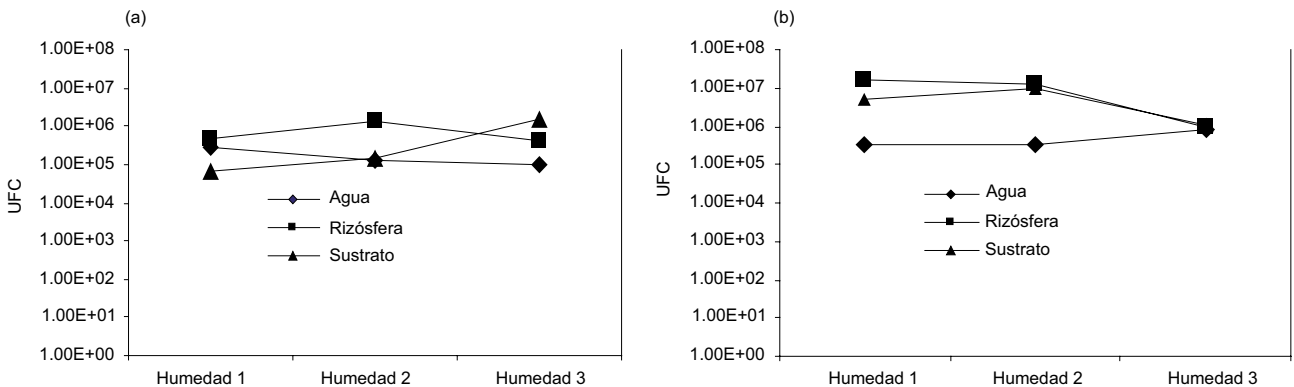 (a)
1.00E+08
1.00E+07
1.00E+06
1.00E+05
1.00E+04
1.00E+03
1.00E+02
1.00E+01
1.00E+00
UFC
Agua
Rizósfera
Sustrato
Humedad 1
Humedad 2
Humedad 3
(b)
1.00E+08
1.00E+07
1.00E+06
1.00E+05
1.00E+04
1.00E+03
1.00E+02
1.00E+01
1.00E+00
UFC
Agua
Rizósfera
Sustrato
Humedad 1
Humedad 2
Humedad 3